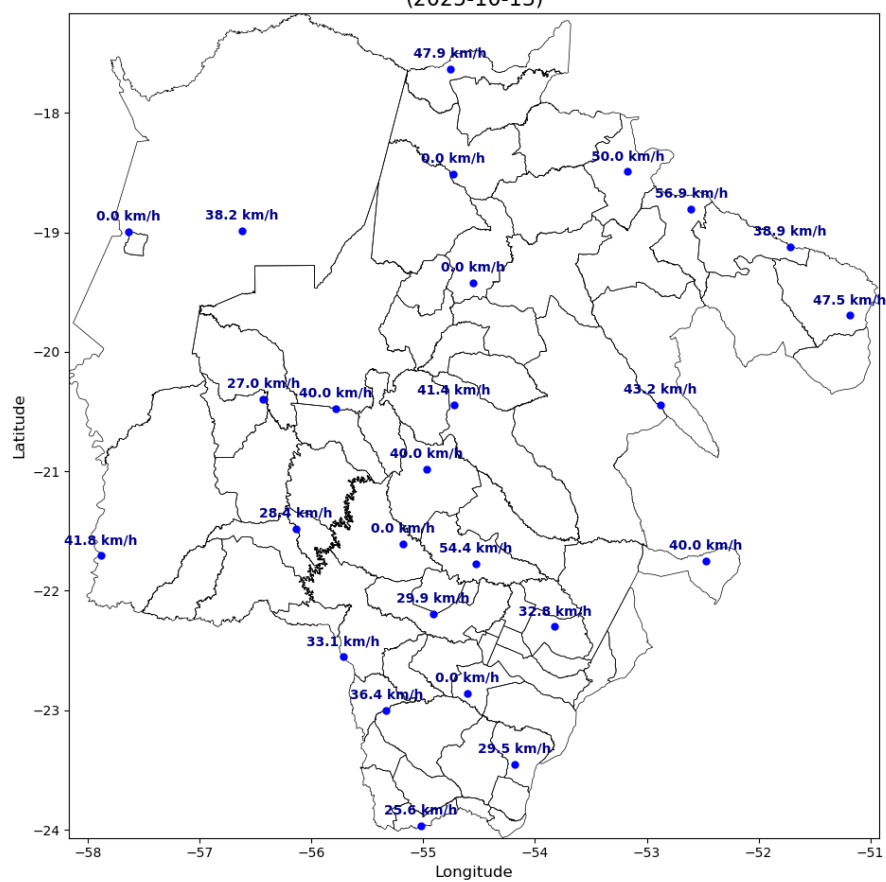 (2025-10-15)
47.9 km/h
0.0 km/h
50.0 km/h
56.9 km/h
0.0 km/h
38.2 km/h
38.9 km/h
0.0 km/h
47.5 km/h
27.0 km/h
40.0 km/h
41.4 km/h
43.2 km/h
40.0 km/h
28.4 km/h
41.8 km/h
0.0 km/h
54.4 km/h
40.0 km/h
29.9 km/h
32.8 km/h
33.1 km/h
0.0 km/h
36.4 km/h
29.5 km/h
25.6 km/h
−18
−19
−20
−21
−22
−23
−24
Latitude
−58 −57 −56 −55 −54 −53 −52 −51
Longitude